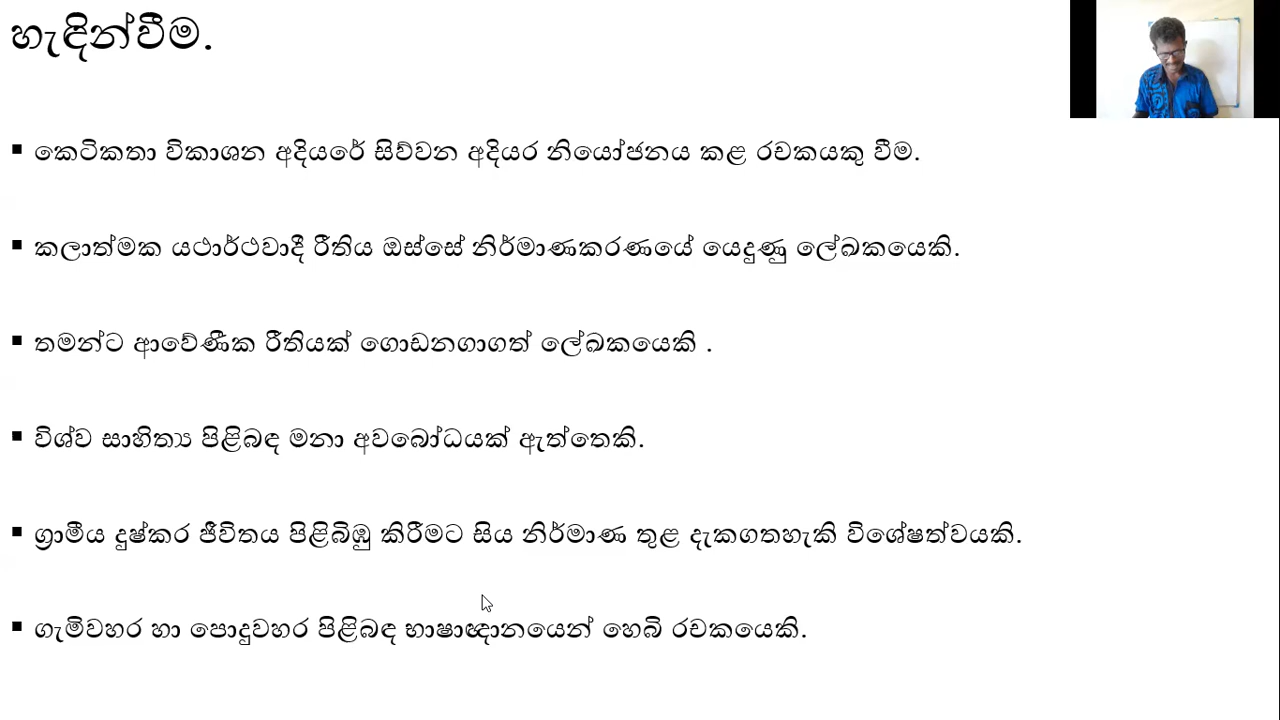 හැඳින්වීම.
▪ කෙටිකතා විකාශන අදියරේ සිව්වන අදියර නියෝජනය කළ රචකයකු වීම.
▪ කලාත්මක යථාර්ථවාදී රීතිය ඔස්සේ නිර්මාණකරණයේ යෙදුණු ලේඛකයෙකි.
▪ තමන්ට ආවේණික රීතියක් ගොඩනගාගත් ලේඛකයෙකි .
▪ විශ්ව සාහිත්‍ය පිළිබඳ මනා අවබෝධයක් ඇත්තෙකි.
▪ ග්‍රාමීය දුෂ්කර ජීවිතය පිළිබිඹු කිරීමට සිය නිර්මාණ තුළ දැකගතහැකි විශේෂත්වයකි.
▪ ගැමිවහර හා පොදුවහර පිළිබඳ භාෂාඥානයෙන් හෙබි රචකයෙකි.